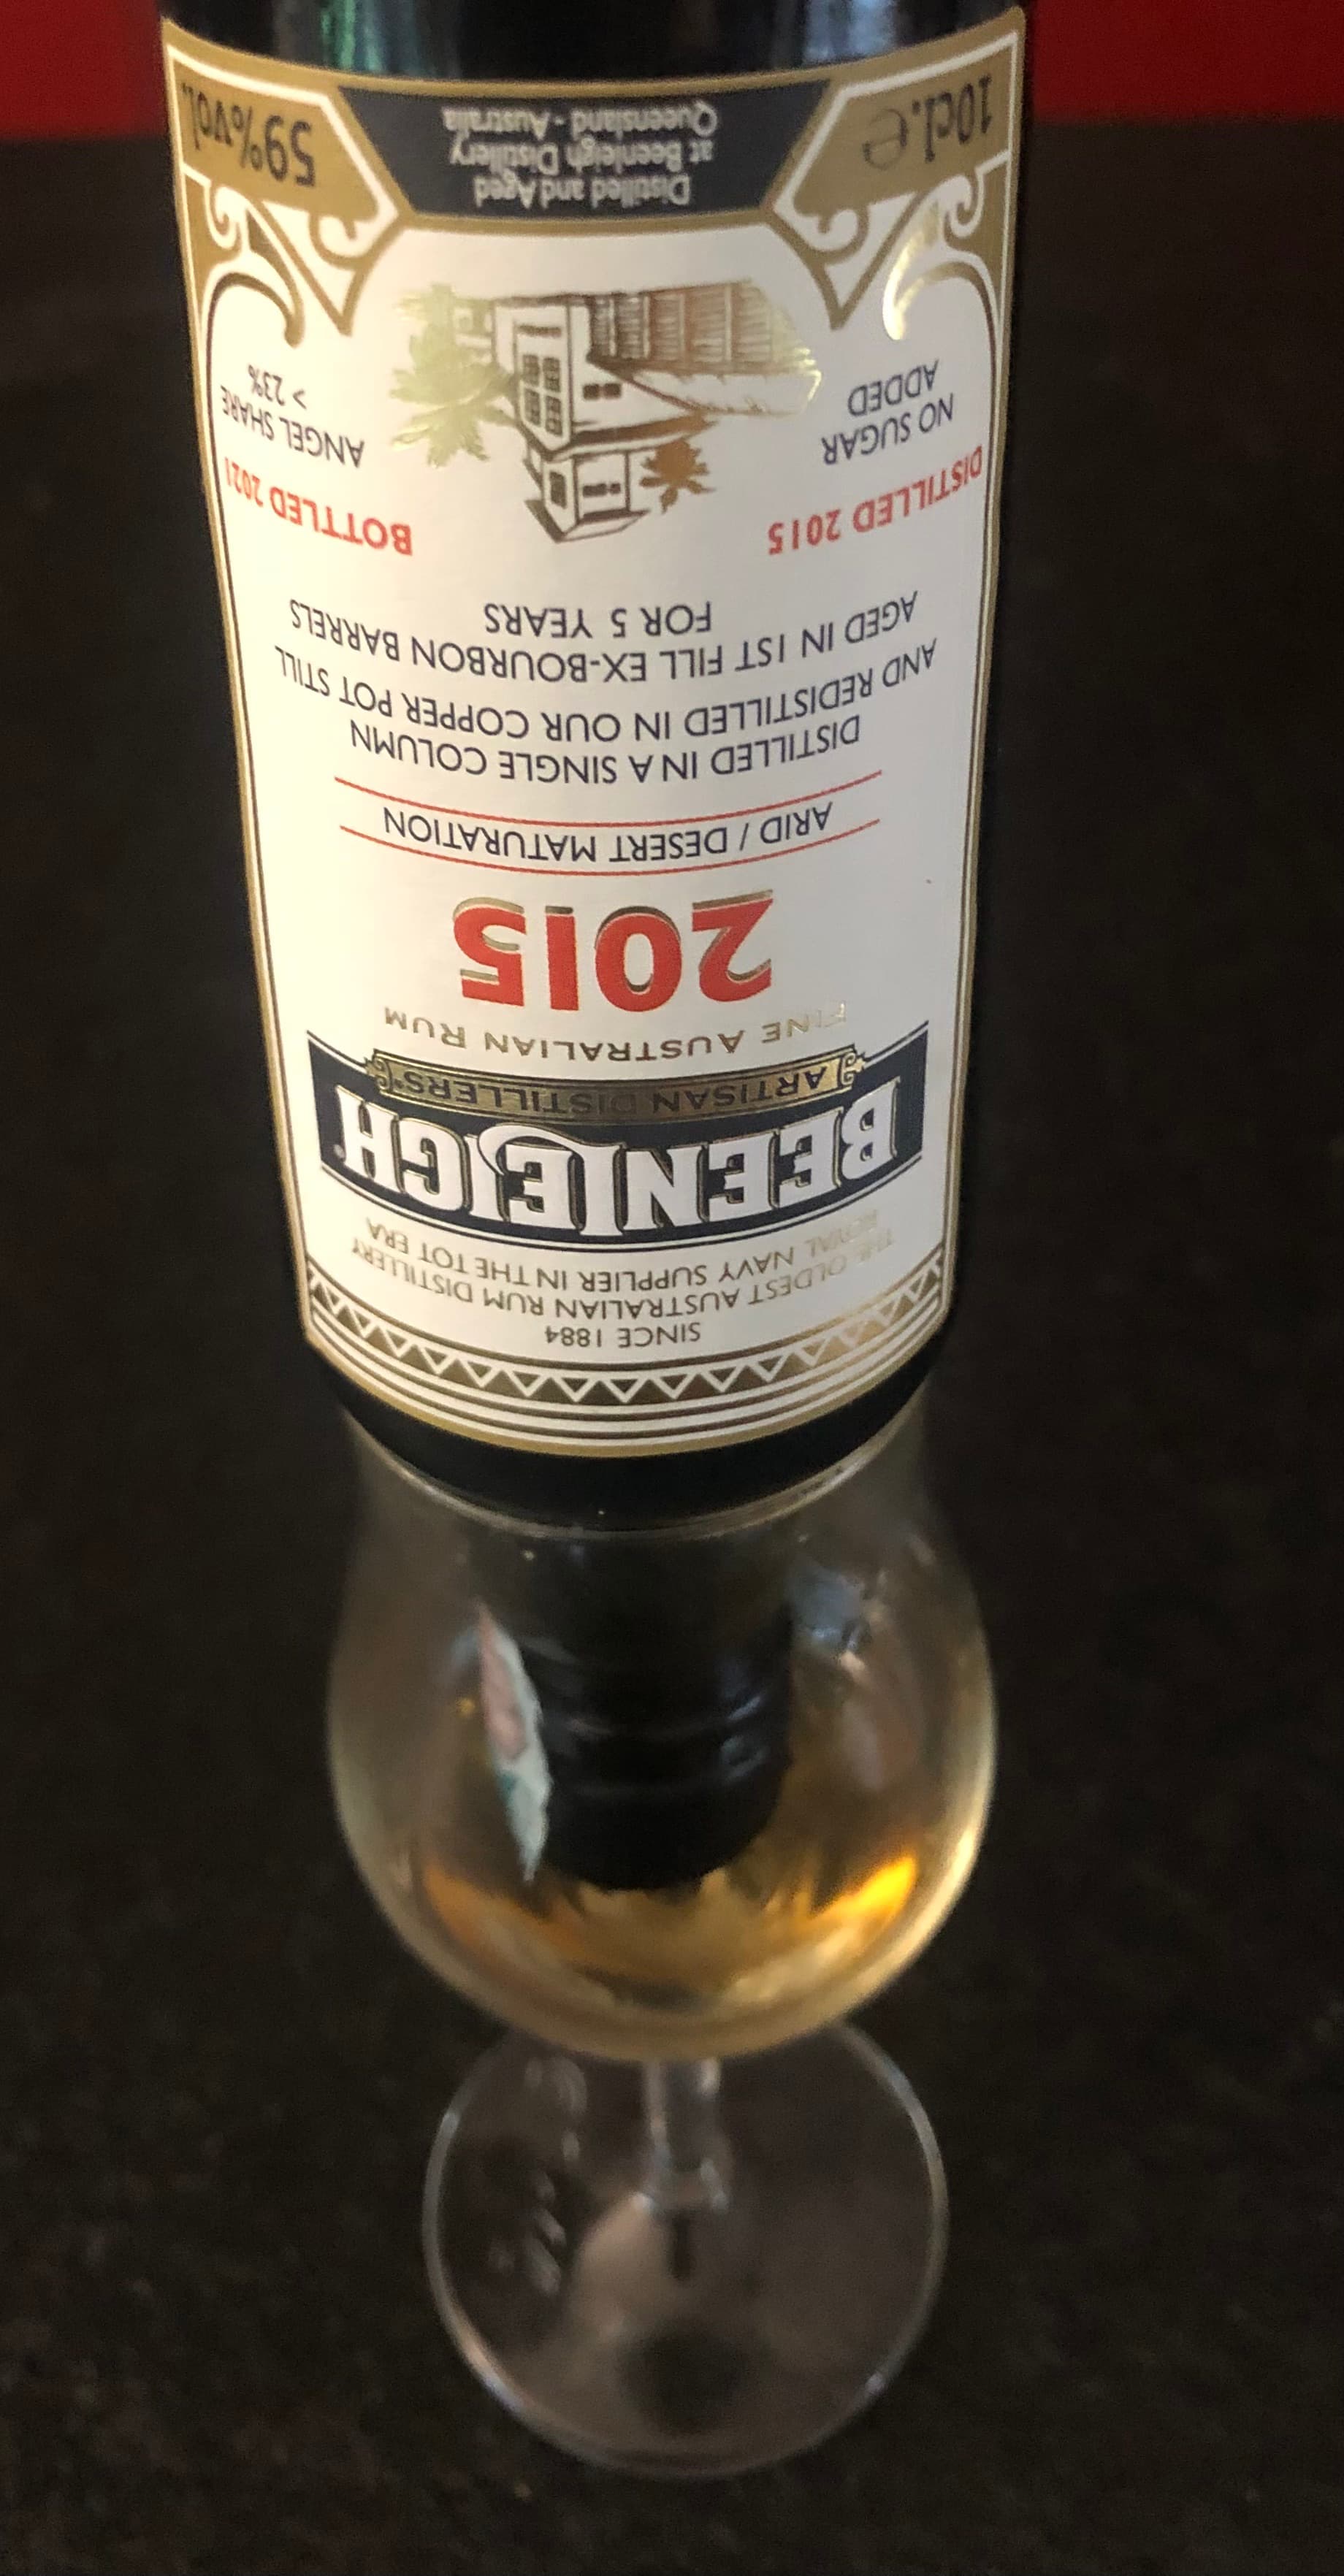 SINCE 1884
THE OLDEST AUSTRALIAN RUM DISTILLERY
ROYAL NAVY SUPPLIER IN THE TOT ERA
BEENLEIGH
ARTISAN DISTILLERS
FINE AUSTRALIAN RUM
2015
ARID / DESERT MATURATION
DISTILLED IN A SINGLE COLUMN
AND REDISTILLED IN OUR COPPER POT STILL
AGED IN 1ST FILL EX-BOURBON BARRELS
FOR 5 YEARS
DISTILLED 2015
NO SUGAR
ADDED
BOTTLED 2021
ANGEL SHARE
> 23%
10cl.e
Distilled and Aged
at Beenleigh Distillery
Queensland - Australia
59%vol.